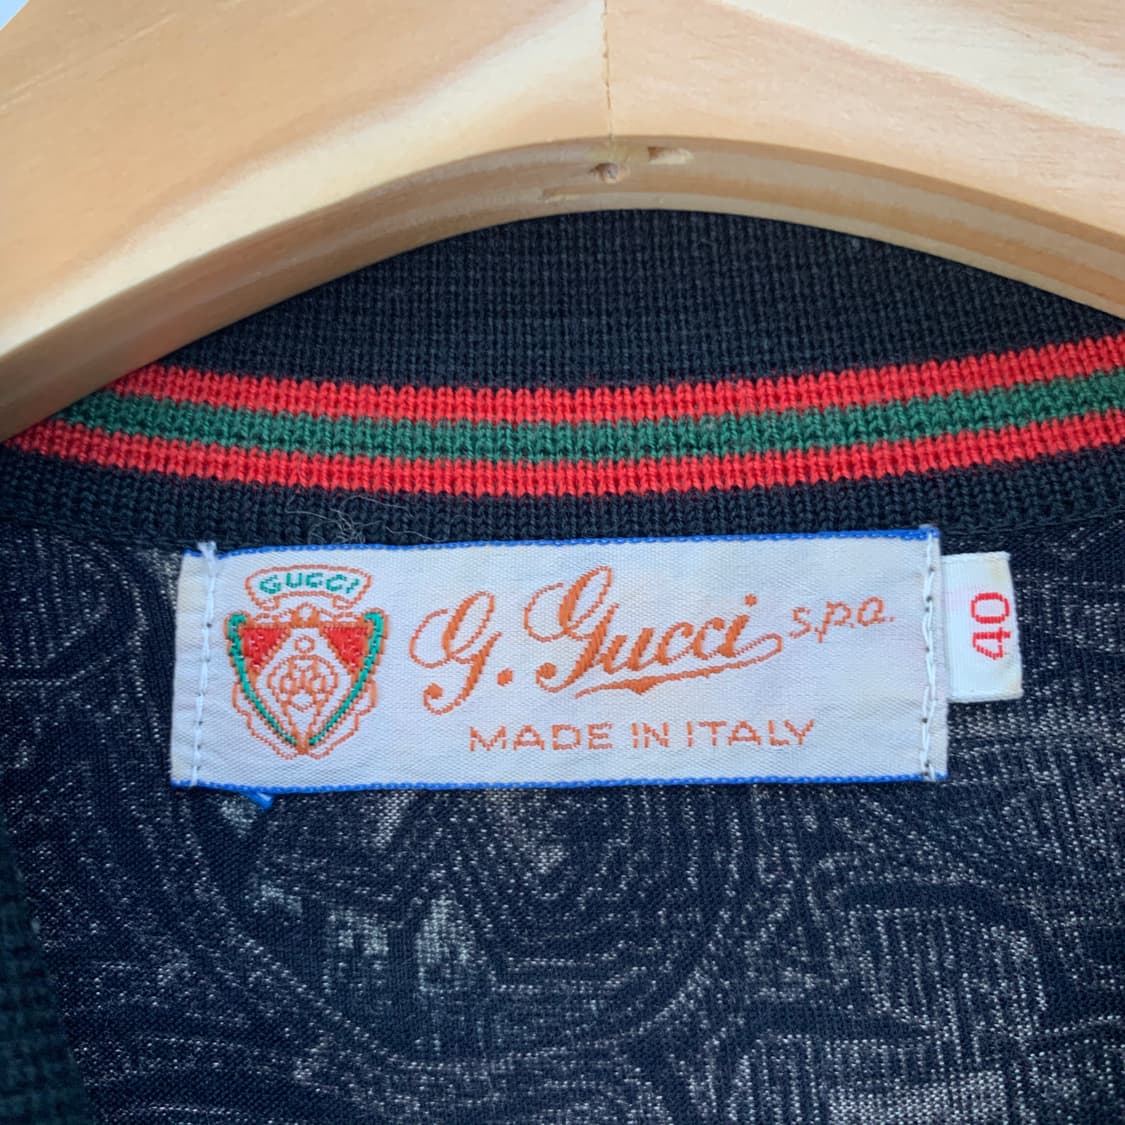 GUCCI
G. Gucci s.p.a.
MADE IN ITALY
40